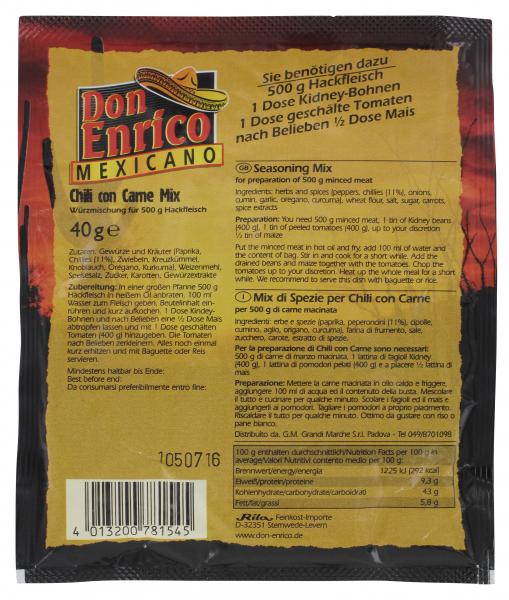 Don
Enrico
MEXICANO
Chili con Carne Mix
Würzmischung für 500 g Hackfleisch
40g e
Zutaten: Gewürze und Kräuter (Paprika,
Chillies (11%), Zwiebeln, Kreuzkümmel,
Knoblauch, Oregano, Kurkuma), Weizenmehl,
Speisesalz, Zucker, Karotten, Gewürzextrakte
Zubereitung: In einer großen Pfanne 500 g
Hackfleisch in heißem Öl anbraten. 100 ml
Wasser zum Fleisch geben, Beutelinhalt ein-
rühren und kurz aufkochen. 1 Dose Kindey-
Bohnen und nach Belieben eine ½ Dose Mais
abtropfen lassen und mit 1 Dose geschälten
Tomaten (400 g) hinzugeben. Die Tomaten
nach Belieben zerkleinern. Alles noch einmal
kurz erhitzen und mit Baguette oder Reis
servieren.
Mindestens haltbar bis Ende:
Best before end:
Da consumarsi preferibilmente entro fine:
1050716
4 013200 781545
Sie benötigen dazu
500 g Hackfleisch
1 Dose Kidney-Bohnen
1 Dose geschälte Tomaten
nach Belieben ½ Dose Mais
GB Seasoning Mix
for preparation of 500 g minced meat
Ingredients: herbs and spices (peppers, chillies (11%), onions,
cumin, garlic, oregano, curcuma), wheat flour, salt, sugar, carrots,
spice extracts
Preparation: You need 500 g minced meat, 1 tin of Kidney beans
(400 g), 1 tin of peeled tomatoes (400 g), up to your discretion
½ tin of maize
Put the minced meat in hot oil and fry, add 100 ml of water and
the content of bag. Stir in and cook for a short while. Add the
drained beans and maize together with the tomatoes. Chop the
tomatoes up to your discretion. Heat up the whole meal for a short
while. We recommend to serve this dish with baguette or rice.
I Mix di Spezie per Chili con Carne
per 500 g di carne macinata
Ingredienti: erbe e spezie (paprika, peperoncini (11%), cipolle,
cumino, aglio, origano, curcuma), farina di frumento, sale,
zucchero, carote, estratto di spezie.
Per la preparazione di Chili con Carne sono necessari:
500 g di carne di manzo macinata, 1 lattina di fagioli Kidney
(400 g), 1 lattina di pomodori pelati (400 g) e a piacere ½ lattina di
mais
Preparazione: Mettere la carne macinata in olio caldo e friggere,
aggiungere 100 ml di acqua ed il contenuto della busta. Mescolare
il tutto e cucinare per qualche minuto. Scolare i fagioli ed il mais e
aggiungerli ai pomodori. Tagliare i pomodori a proprio piacimento.
Riscaldare il tutto per qualche minuto. Ottimo da gustare con riso o
pane bianco.
Distribuito da, G.M. Grandi Marche S.r.l. Padova - Tel 049/8701098
100 g enthalten durchschnittlich/Nutrition Facts per 100 g in
average/Valori Nutritivi contento medio per 100 g:
Brennwert/energy/energia 1225 kJ (292 kcal)
Eiweiß/protein/proteine 9,3 g
Kohlenhydrate/carbohydrate/carboidrati 43 g
Fett/fat/grassi 5,8 g
Rila Feinkost-Importe
D-32351 Stemwede-Levern
www.don-enrico.de